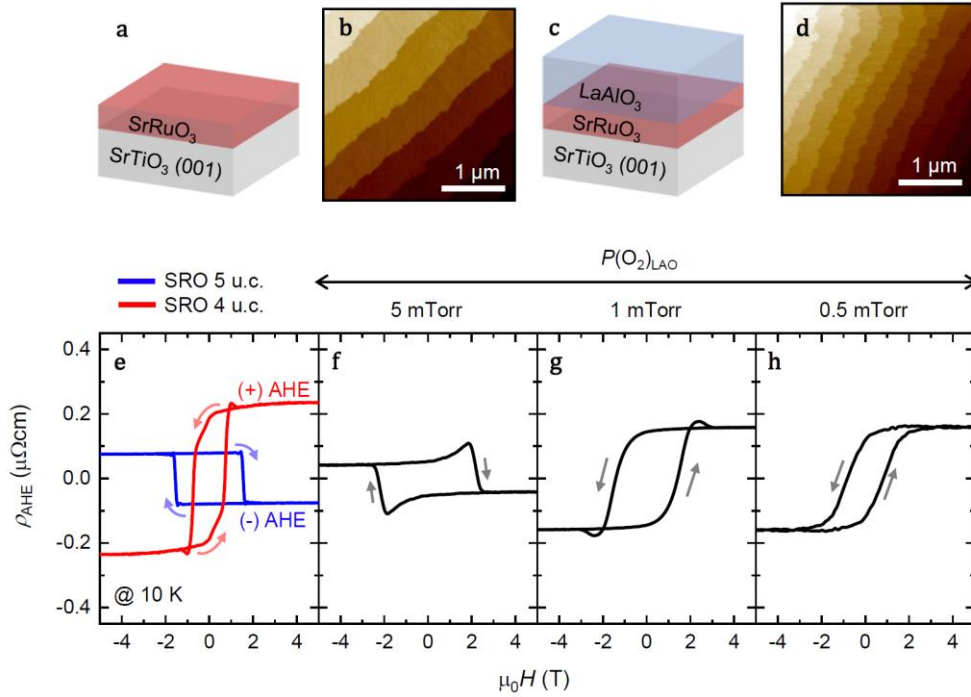 a
b
c
d
SrRuO3
SrTiO3 (001)
1 μm
LaAlO3
SrRuO3
SrTiO3 (001)
1 μm
SRO 5 u.c.
SRO 4 u.c.
P(O2)LAO
5 mTorr
1 mTorr
0.5 mTorr
e
f
g
h
(+) AHE
(-) AHE
@ 10 K
ρAHE (μΩcm)
0.4
0.2
0.0
-0.2
-0.4
-4 -2 0 2 4
-4 -2 0 2 4
-4 -2 0 2 4
-4 -2 0 2 4
μ0H (T)